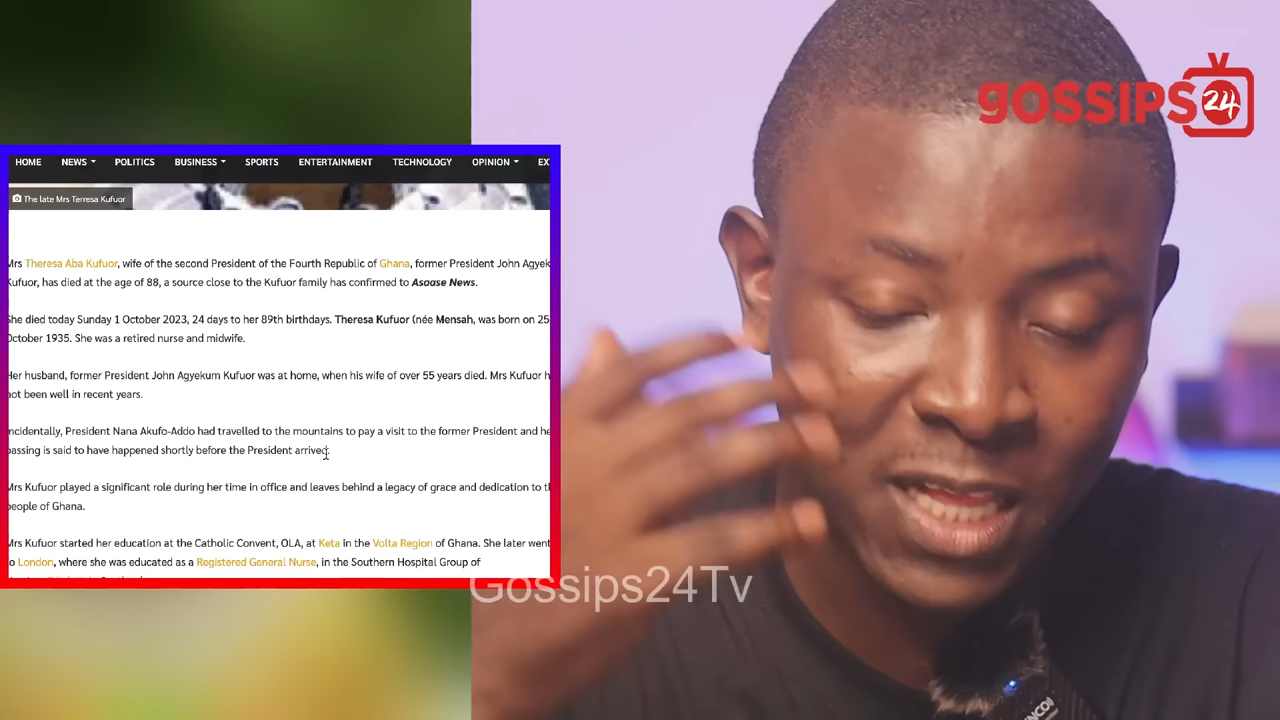 HOME NEWS POLITICS BUSINESS SPORTS ENTERTAINMENT TECHNOLOGY OPINION
The late Mrs Terresa Kufuor
Mrs Theresa Aba Kufuor, wife of the second President of the Fourth Republic of Ghana, former President John Agyek
Kufuor, has died at the age of 88, a source close to the Kufuor family has confirmed to Asaase News.
She died today Sunday 1 October 2023, 24 days to her 89th birthdays. Theresa Kufuor (née Mensah, was born on 25
October 1935. She was a retired nurse and midwife.
Her husband, former President John Agyekum Kufuor was at home, when his wife of over 55 years died. Mrs Kufuor h
not been well in recent years.
Incidentally, President Nana Akufo-Addo had travelled to the mountains to pay a visit to the former President and he
passing is said to have happened shortly before the President arrived.
Mrs Kufuor played a significant role during her time in office and leaves behind a legacy of grace and dedication to th
people of Ghana.
Mrs Kufuor started her education at the Catholic Convent, OLA, at Keta in the Volta Region of Ghana. She later went
to London, where she was educated as a Registered General Nurse, in the Southern Hospital Group of
gOSSIPS 24
Gossips24Tv